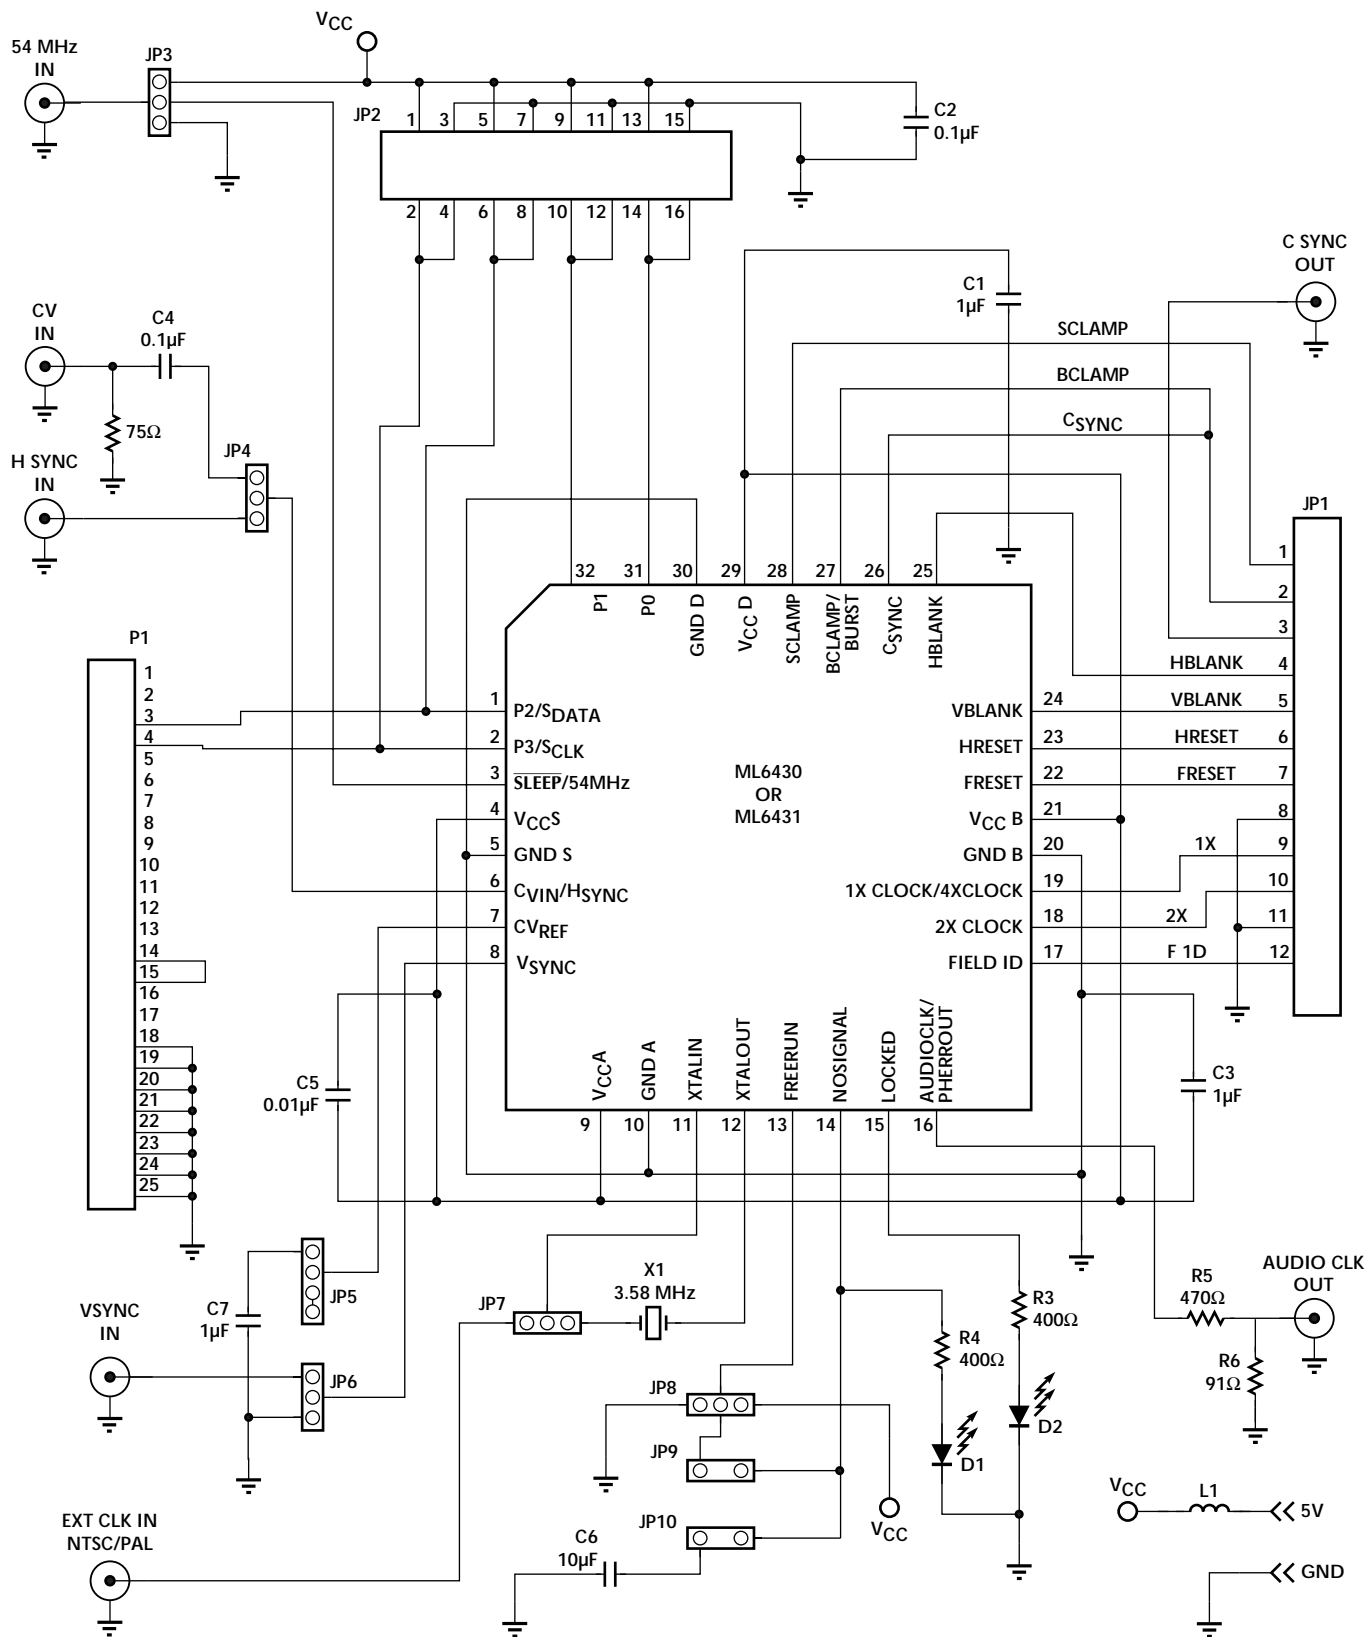 VCC
54 MHz
IN
JP3
JP2
1 3 5 7 9 11 13 15
2 4 6 8 10 12 14 16
C2
0.1µF
C SYNC
OUT
C1
1µF
SCLAMP
BCLAMP
CSYNC
CV
IN
C4
0.1µF
75Ω
JP4
H SYNC
IN
JP1
1
2
3
4
5
6
7
8
9
10
11
12
HBLANK
VBLANK
HRESET
FRESET
1X
2X
F 1D
32 31 30 29 28 27 26 25
P1
P0
GND D
VCC D
SCLAMP
BCLAMP/
BURST
CSYNC
HBLANK
P1
1
2
3
4
5
6
7
8
9
10
11
12
13
14
15
16
17
18
19
20
21
22
23
24
25
1 P2/SDATA
2 P3/SCLK
3 SLEEP/54MHz
4 VCCS
5 GND S
6 CVIN/HSYNC
7 CVREF
8 VSYNC
ML6430
OR
ML6431
VBLANK 24
HRESET 23
FRESET 22
VCC B 21
GND B 20
1X CLOCK/4XCLOCK 19
2X CLOCK 18
FIELD ID 17
VCCA
GND A
XTALIN
XTALOUT
FREERUN
NOSIGNAL
LOCKED
AUDIOCLK/
PHERROUT
9 10 11 12 13 14 15 16
C5
0.01µF
C3
1µF
JP5
C7
1µF
VSYNC
IN
JP6
JP7
X1
3.58 MHz
R3
400Ω
R4
400Ω
D1
D2
R5
470Ω
R6
91Ω
AUDIO CLK
OUT
JP8
JP9
JP10
VCC
C6
10µF
EXT CLK IN
NTSC/PAL
VCC
L1
5V
GND